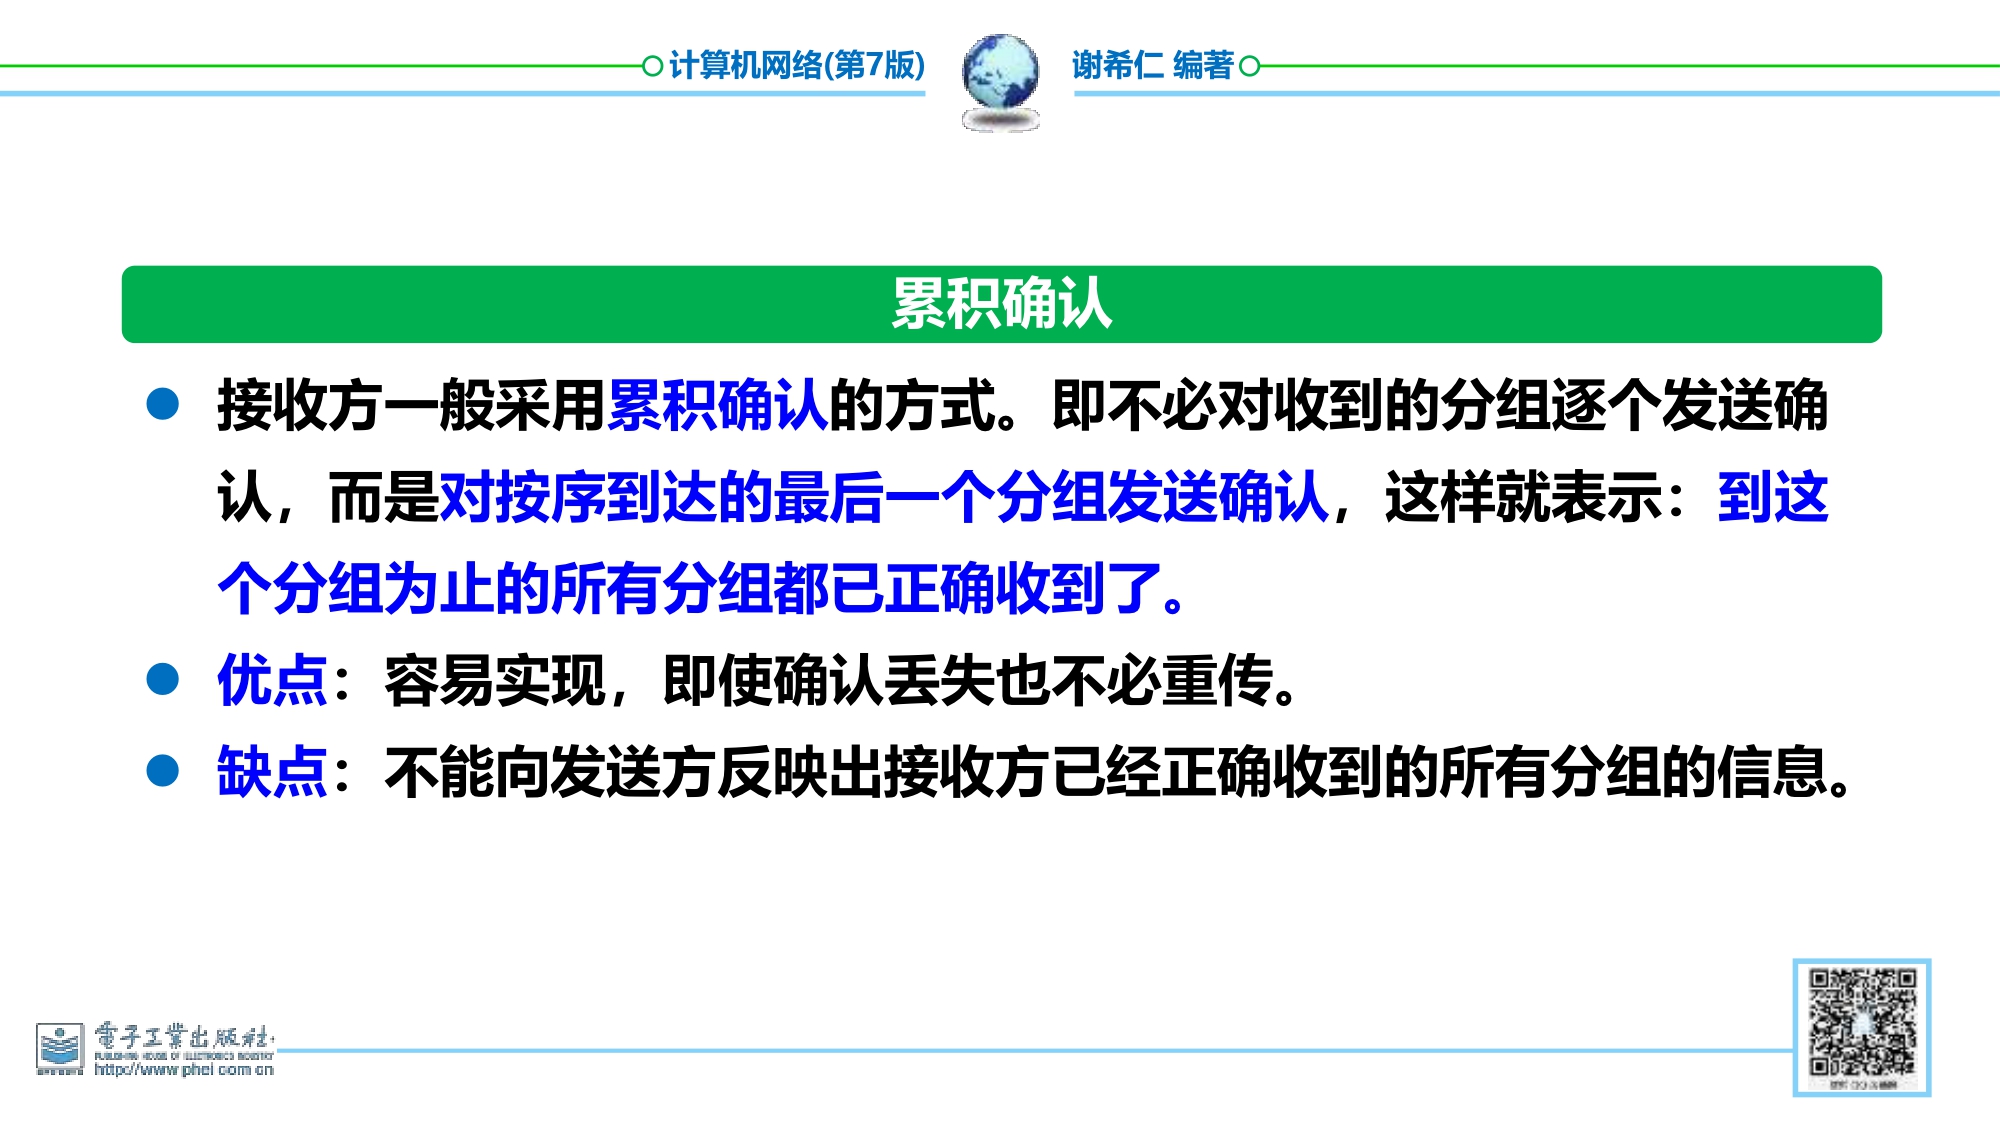 计算机网络(第7版)
谢希仁 编著
累积确认
接收方一般采用累积确认的方式。即不必对收到的分组逐个发送确
认，而是对按序到达的最后一个分组发送确认，这样就表示：到这
个分组为止的所有分组都已正确收到了。
优点：容易实现，即使确认丢失也不必重传。
缺点：不能向发送方反映出接收方已经正确收到的所有分组的信息。
電子工業出版社
PUBLISHING HOUSE OF ELECTRONICS INDUSTRY
http://www.phei.com.cn